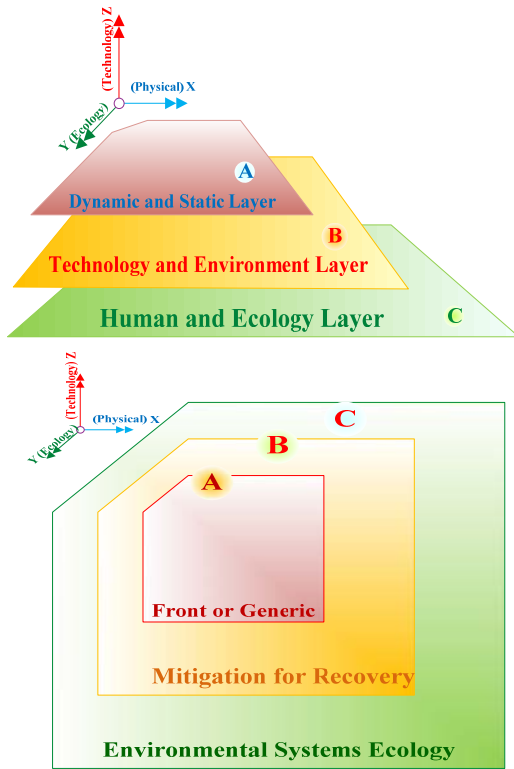 (Technology) Z
(Physical) X
Y (Ecology)
A
Dynamic and Static Layer
B
Technology and Environment Layer
Human and Ecology Layer
C
(Technology) Z
(Physical) X
Y (Ecology)
C
B
A
Front or Generic
Mitigation for Recovery
Environmental Systems Ecology